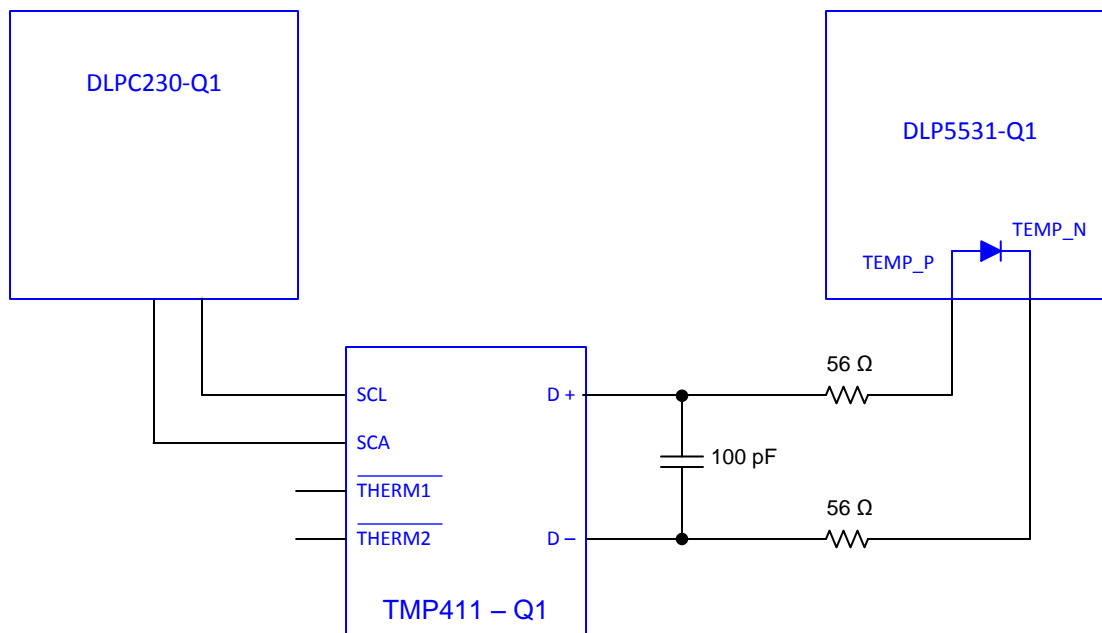 DLPC230-Q1
DLP5531-Q1
TEMP_N
TEMP_P
56 Ω
SCL
D +
SCA
100 pF
THERM1
56 Ω
THERM2
D –
TMP411 – Q1